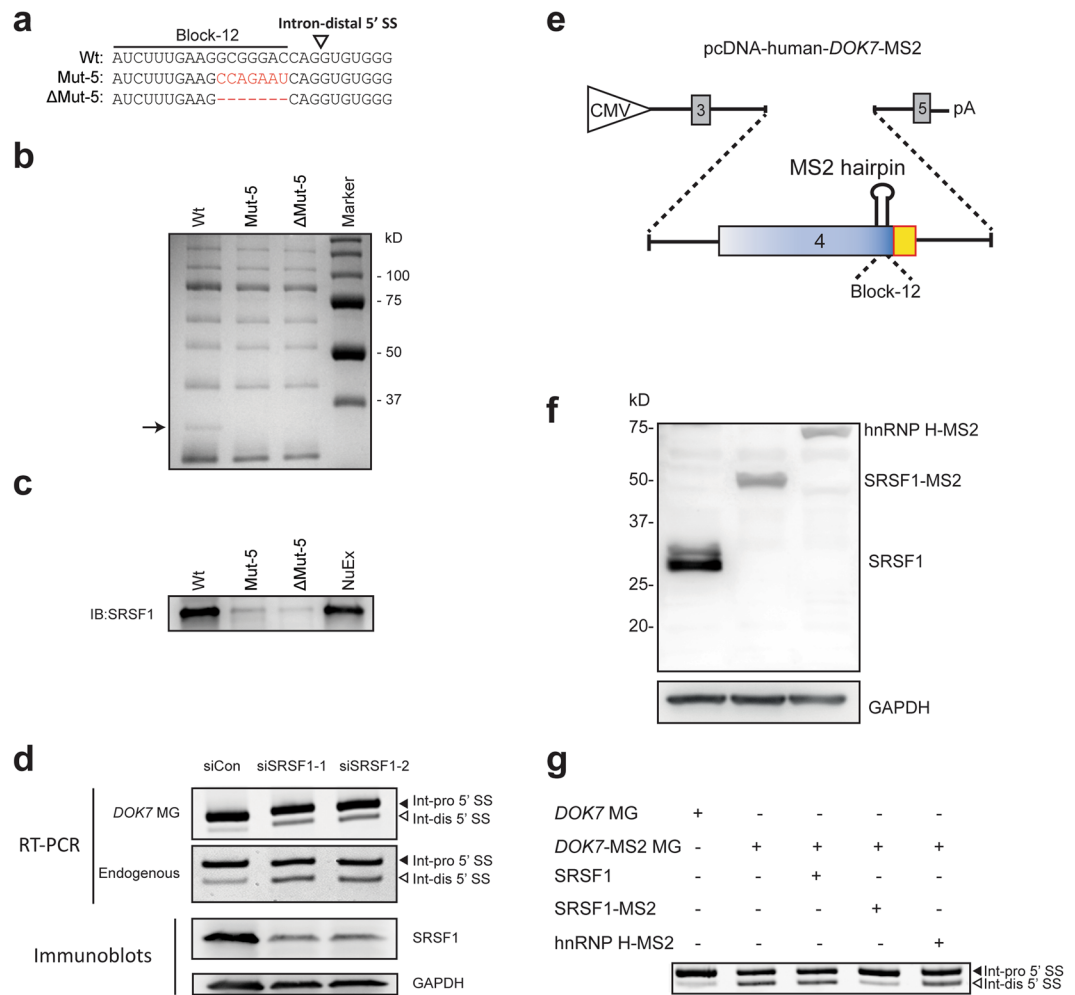 a
Intron-distal 5' SS
Block-12
Wt: AUCUUUGAAGGCGGGACCAGGUGUGGG
Mut-5: AUCUUUGAAGCCAGAAUCAGGUGUGGG
ΔMut-5: AUCUUUGAAG-------CAGGUGUGGG
b
Wt Mut-5 ΔMut-5 Marker
kD
- 100
- 75
- 50
- 37
c
Wt Mut-5 ΔMut-5 NuEx
IB:SRSF1
d
siCon siSRSF1-1 siSRSF1-2
RT-PCR
DOK7 MG
Int-pro 5' SS
Int-dis 5' SS
Endogenous
Int-pro 5' SS
Int-dis 5' SS
Immunoblots
SRSF1
GAPDH
e
pcDNA-human-DOK7-MS2
CMV 3 5 pA
MS2 hairpin
4
Block-12
f
kD
75-
50-
37-
25-
20-
hnRNP H-MS2
SRSF1-MS2
SRSF1
GAPDH
g
DOK7 MG + - - - -
DOK7-MS2 MG - + + + +
SRSF1 - - + - -
SRSF1-MS2 - - - + -
hnRNP H-MS2 - - - - +
Int-pro 5' SS
Int-dis 5' SS